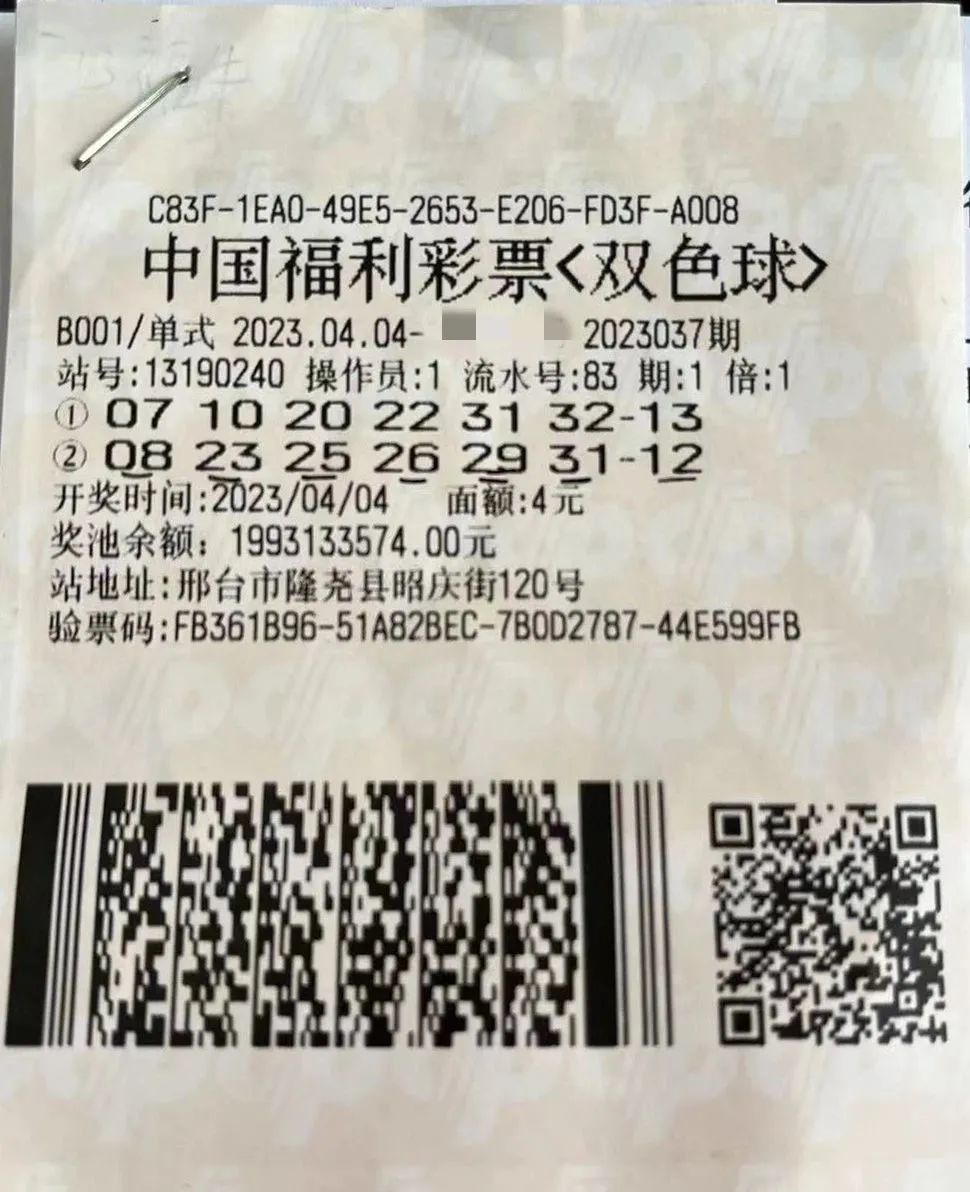 C83F-1EA0-49E5-2653-E206-FD3F-A008
中国福利彩票<双色球>
B001/单式 2023.04.04- 2023037期
站号:13190240 操作员:1 流水号:83 期:1 倍:1
① 07 10 20 22 31 32-13
② 08 23 25 26 29 31-12
开奖时间:2023/04/04 面额:4元
奖池余额：1993133574.00元
站地址:邢台市隆尧县昭庆街120号
验票码:FB361B96-51A82BEC-7B0D2787-44E599FB